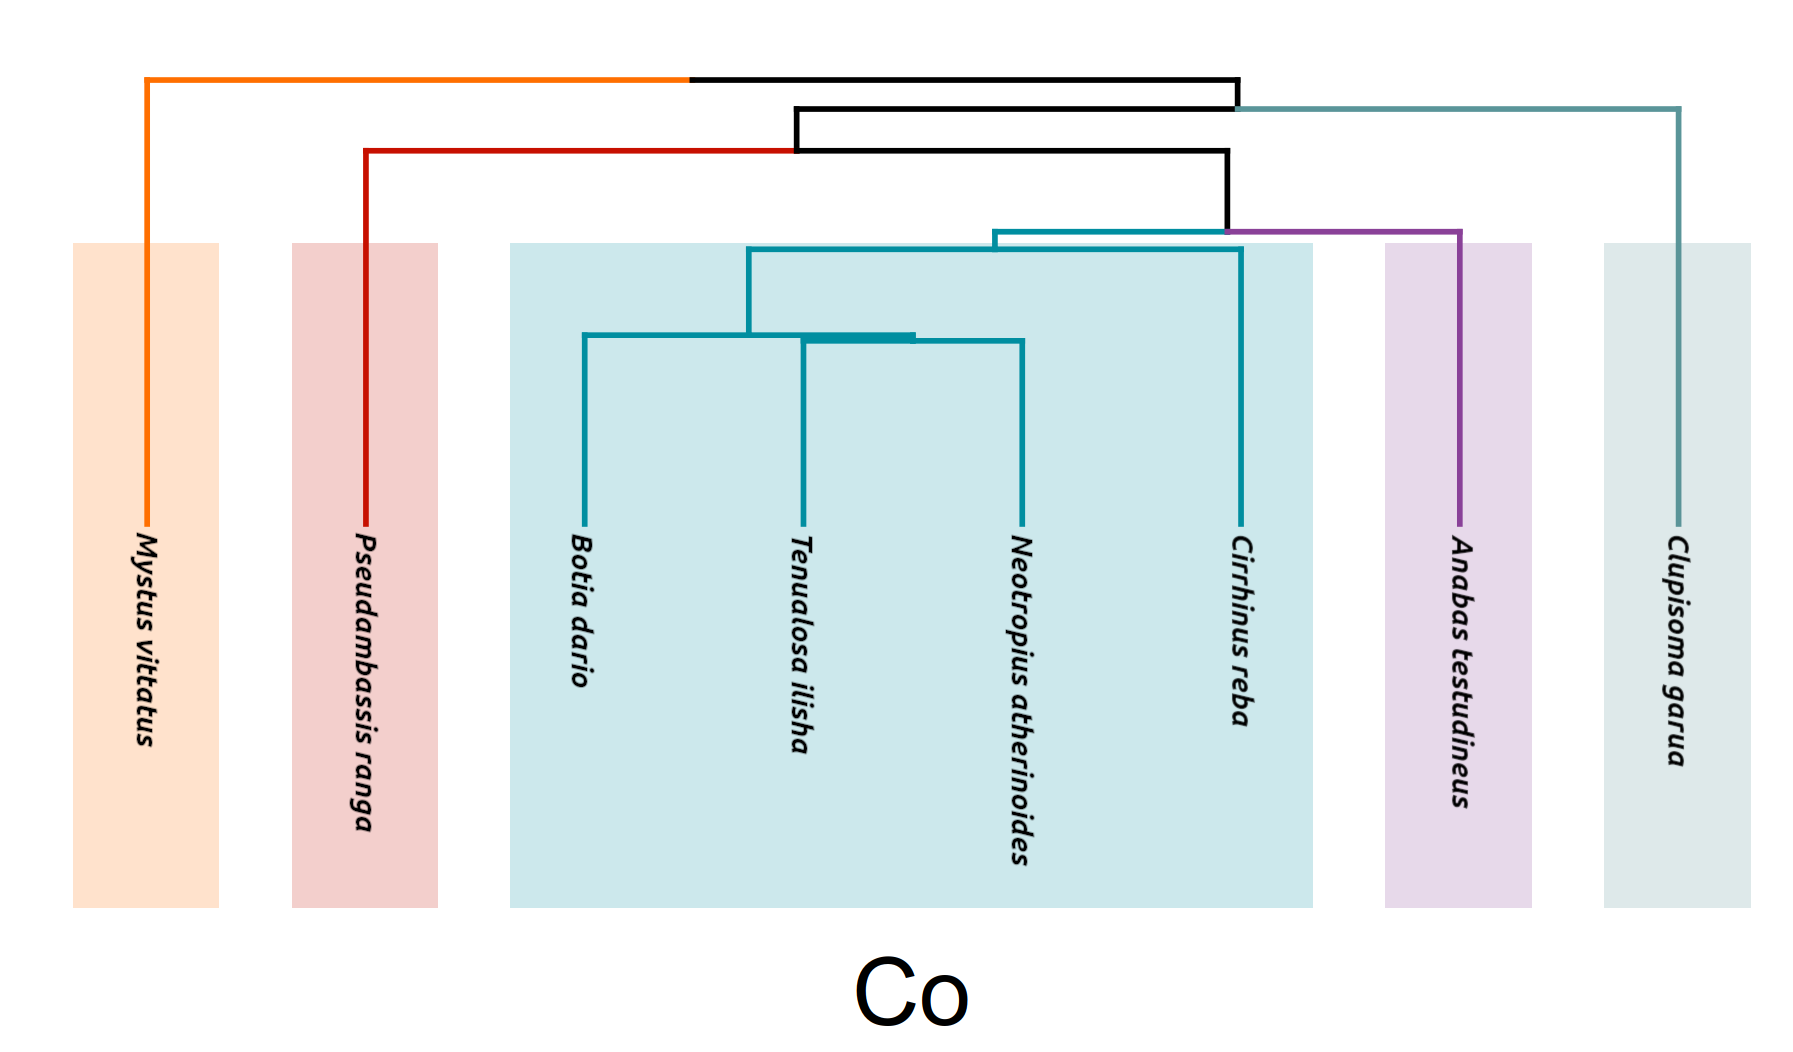 Mystus vittatus
Pseudambassis ranga
Botia dario
Tenualosa ilisha
Neotropius atherinoides
Cirrhinus reba
Anabas testudineus
Clupisoma garua
Co